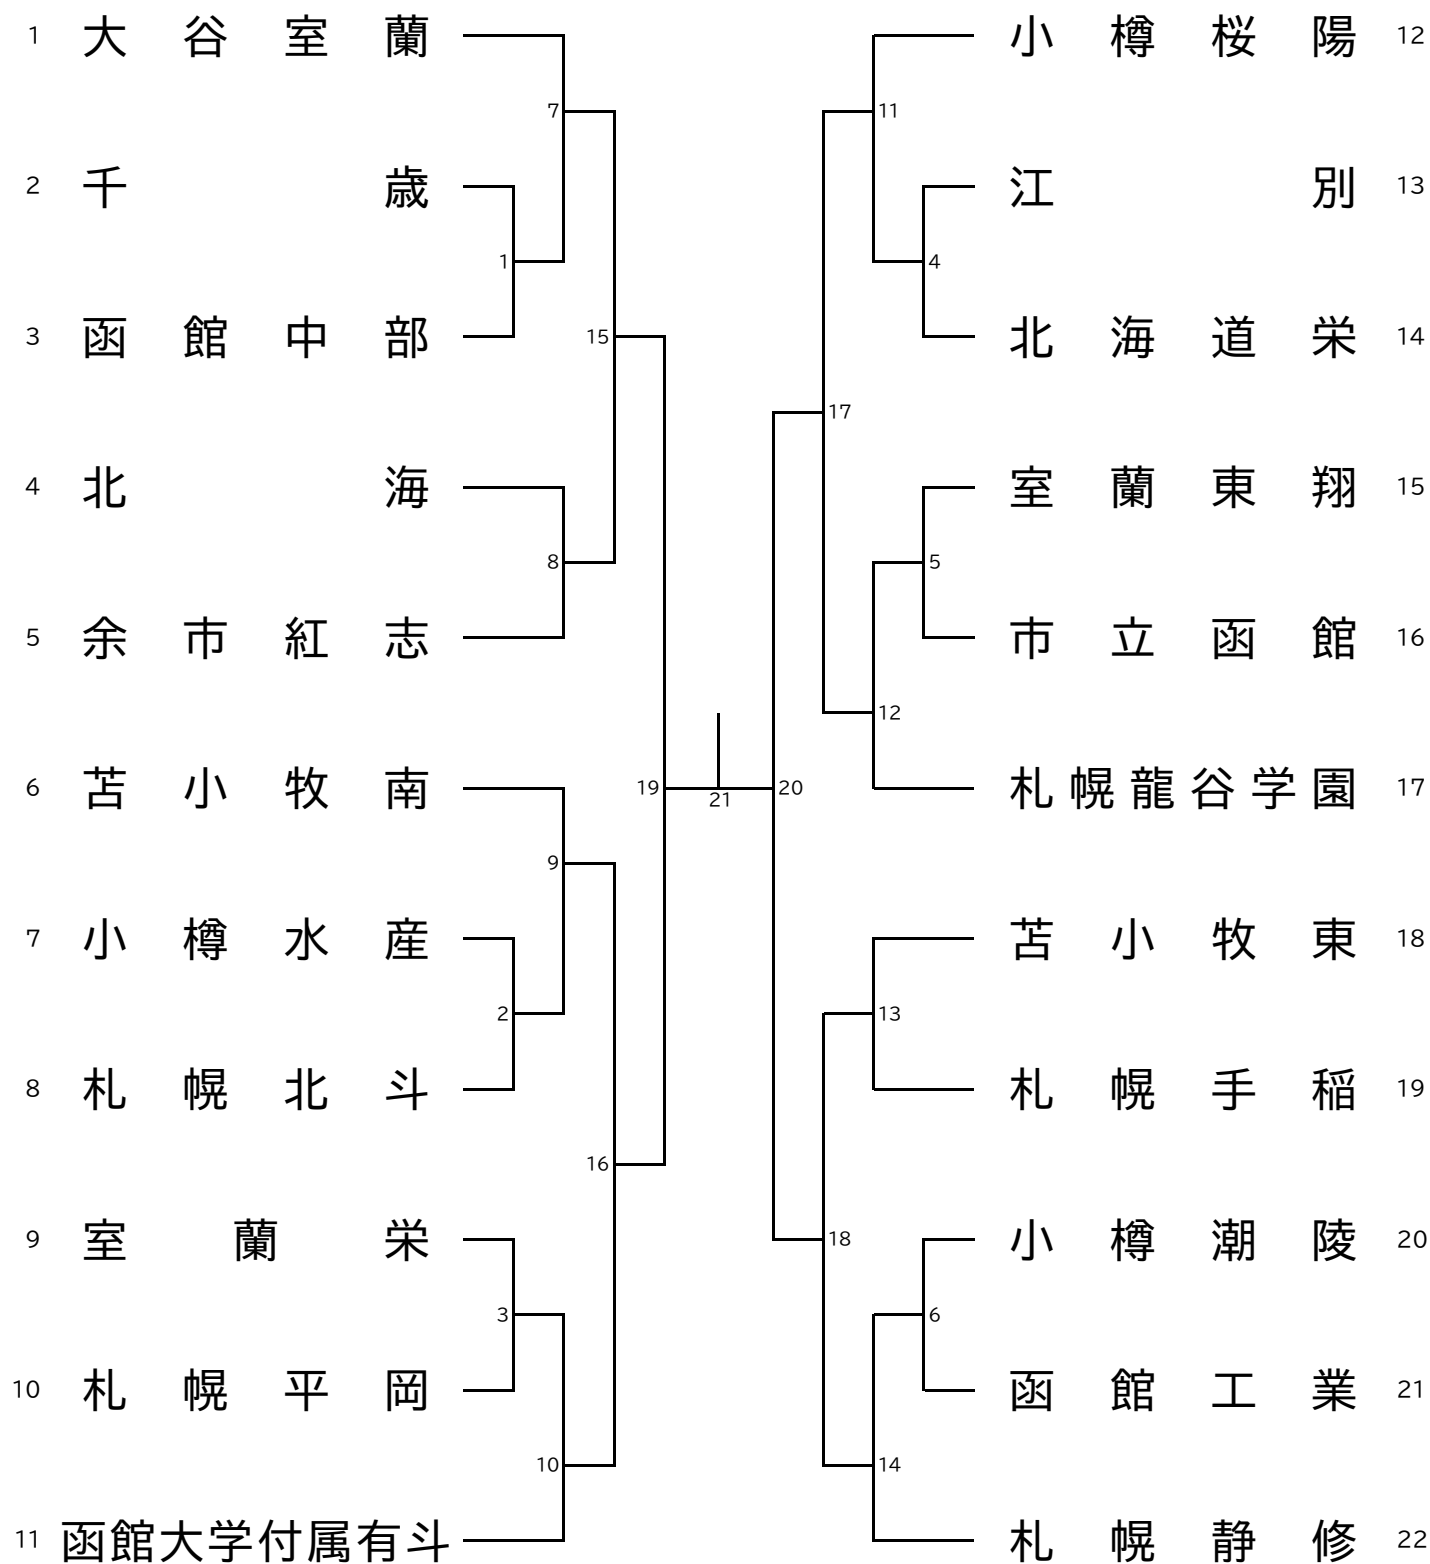 1 大谷室蘭 小樽桜陽 12
7 11
2 千歳 江別 13
1 4
3 函館中部 15 北海道栄 14
17
4 北海 室蘭東翔 15
8 5
5 余市紅志 市立函館 16
12
6 苫小牧南 19 21 20 札幌龍谷学園 17
9
7 小樽水産 苫小牧東 18
2 13
8 札幌北斗 札幌手稲 19
16
9 室蘭栄 18 小樽潮陵 20
3 6
10 札幌平岡 函館工業 21
10 14
11 函館大学付属有斗 札幌静修 22